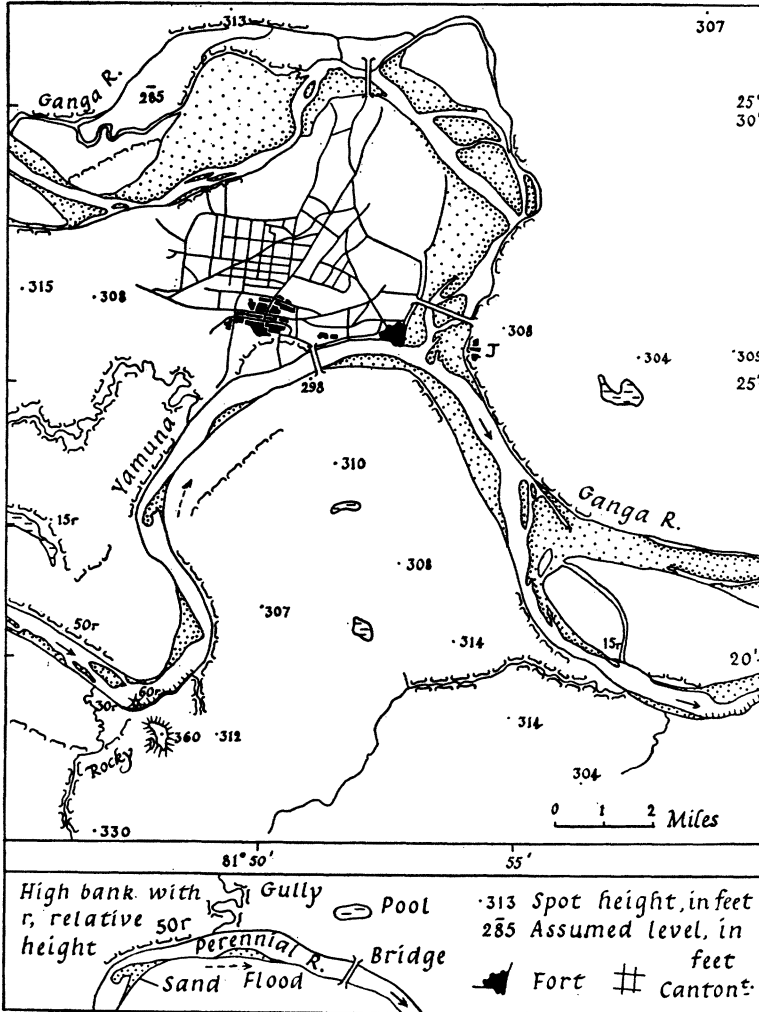 ·313
·307
Ganga R.
285
25°
30'
·315
·308
·308
J
·304
·305
298
25'
Yamuna
·310
Ganga R.
15r
·308
·307
50r
·314
15r
20'
60r
30r
·360
·312
·314
Rocky
304
·330
0 1 2 Miles
81° 50'
55'
High bank with
r, relative
height
50r
Gully
Pool
Perennial R.
Bridge
Sand
Flood
·313 Spot height, in feet
285 Assumed level, in
feet
Fort
Canton<sup>t.</sup>